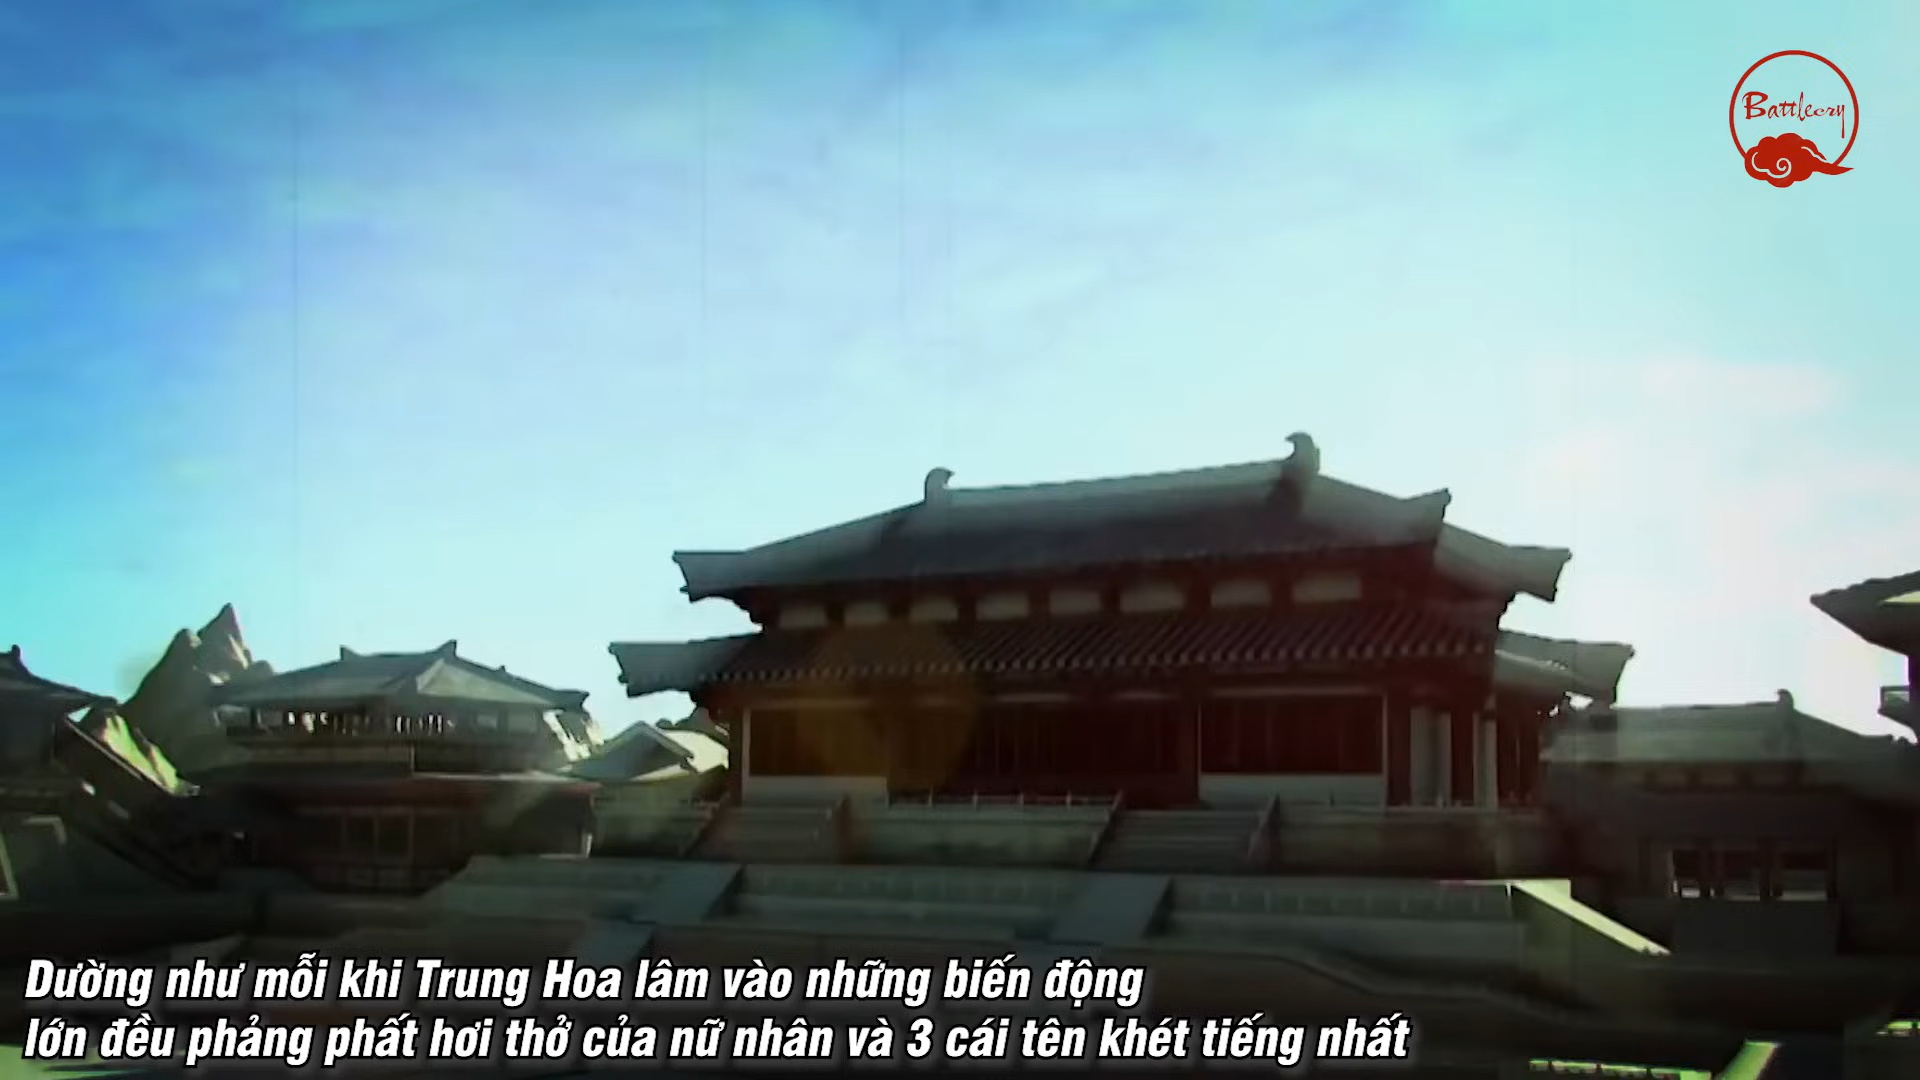 Battlecry
Dường như mỗi khi Trung Hoa lâm vào những biến động
lớn đều phảng phất hơi thở của nữ nhân và 3 cái tên khét tiếng nhất